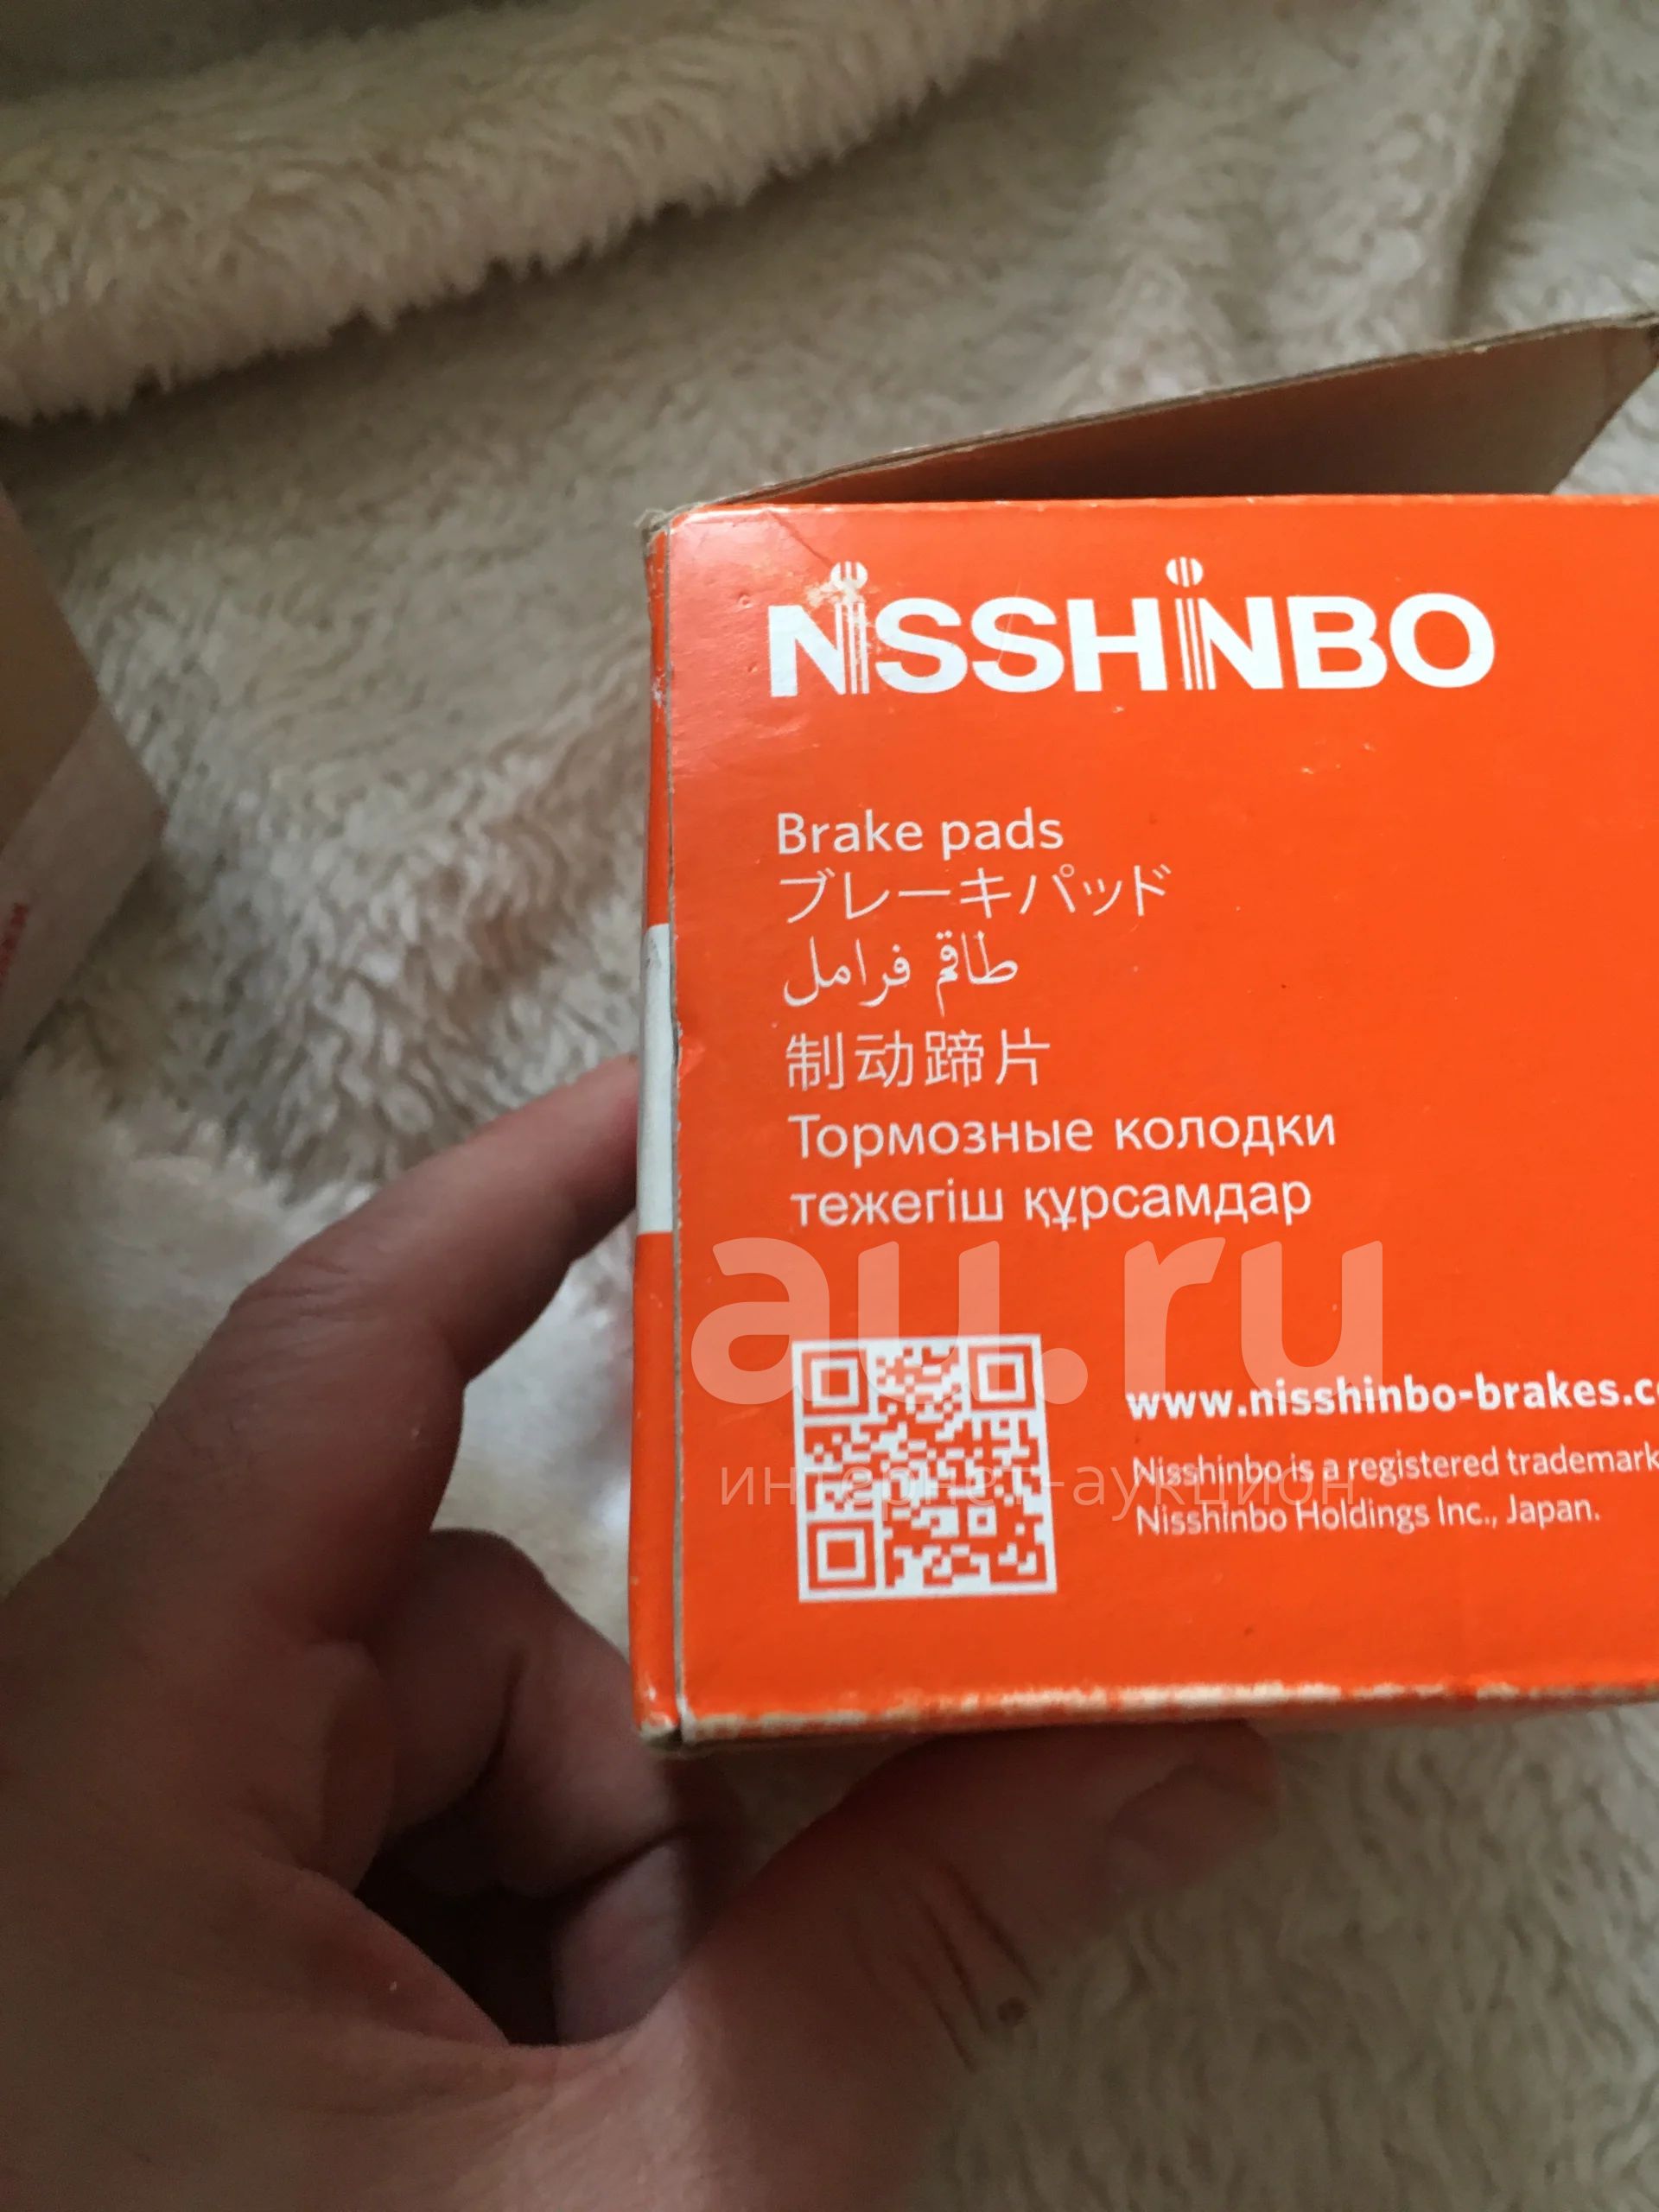 NISSHINBO
Brake pads
ブレーキパッド
طاقم فرامل
制动蹄片
Тормозные колодки
тежегіш құрсамдар
au.ru
www.nisshinbo-brakes.c
интернет-аукцион
Nisshinbo is a registered trademark
Nisshinbo Holdings Inc., Japan.